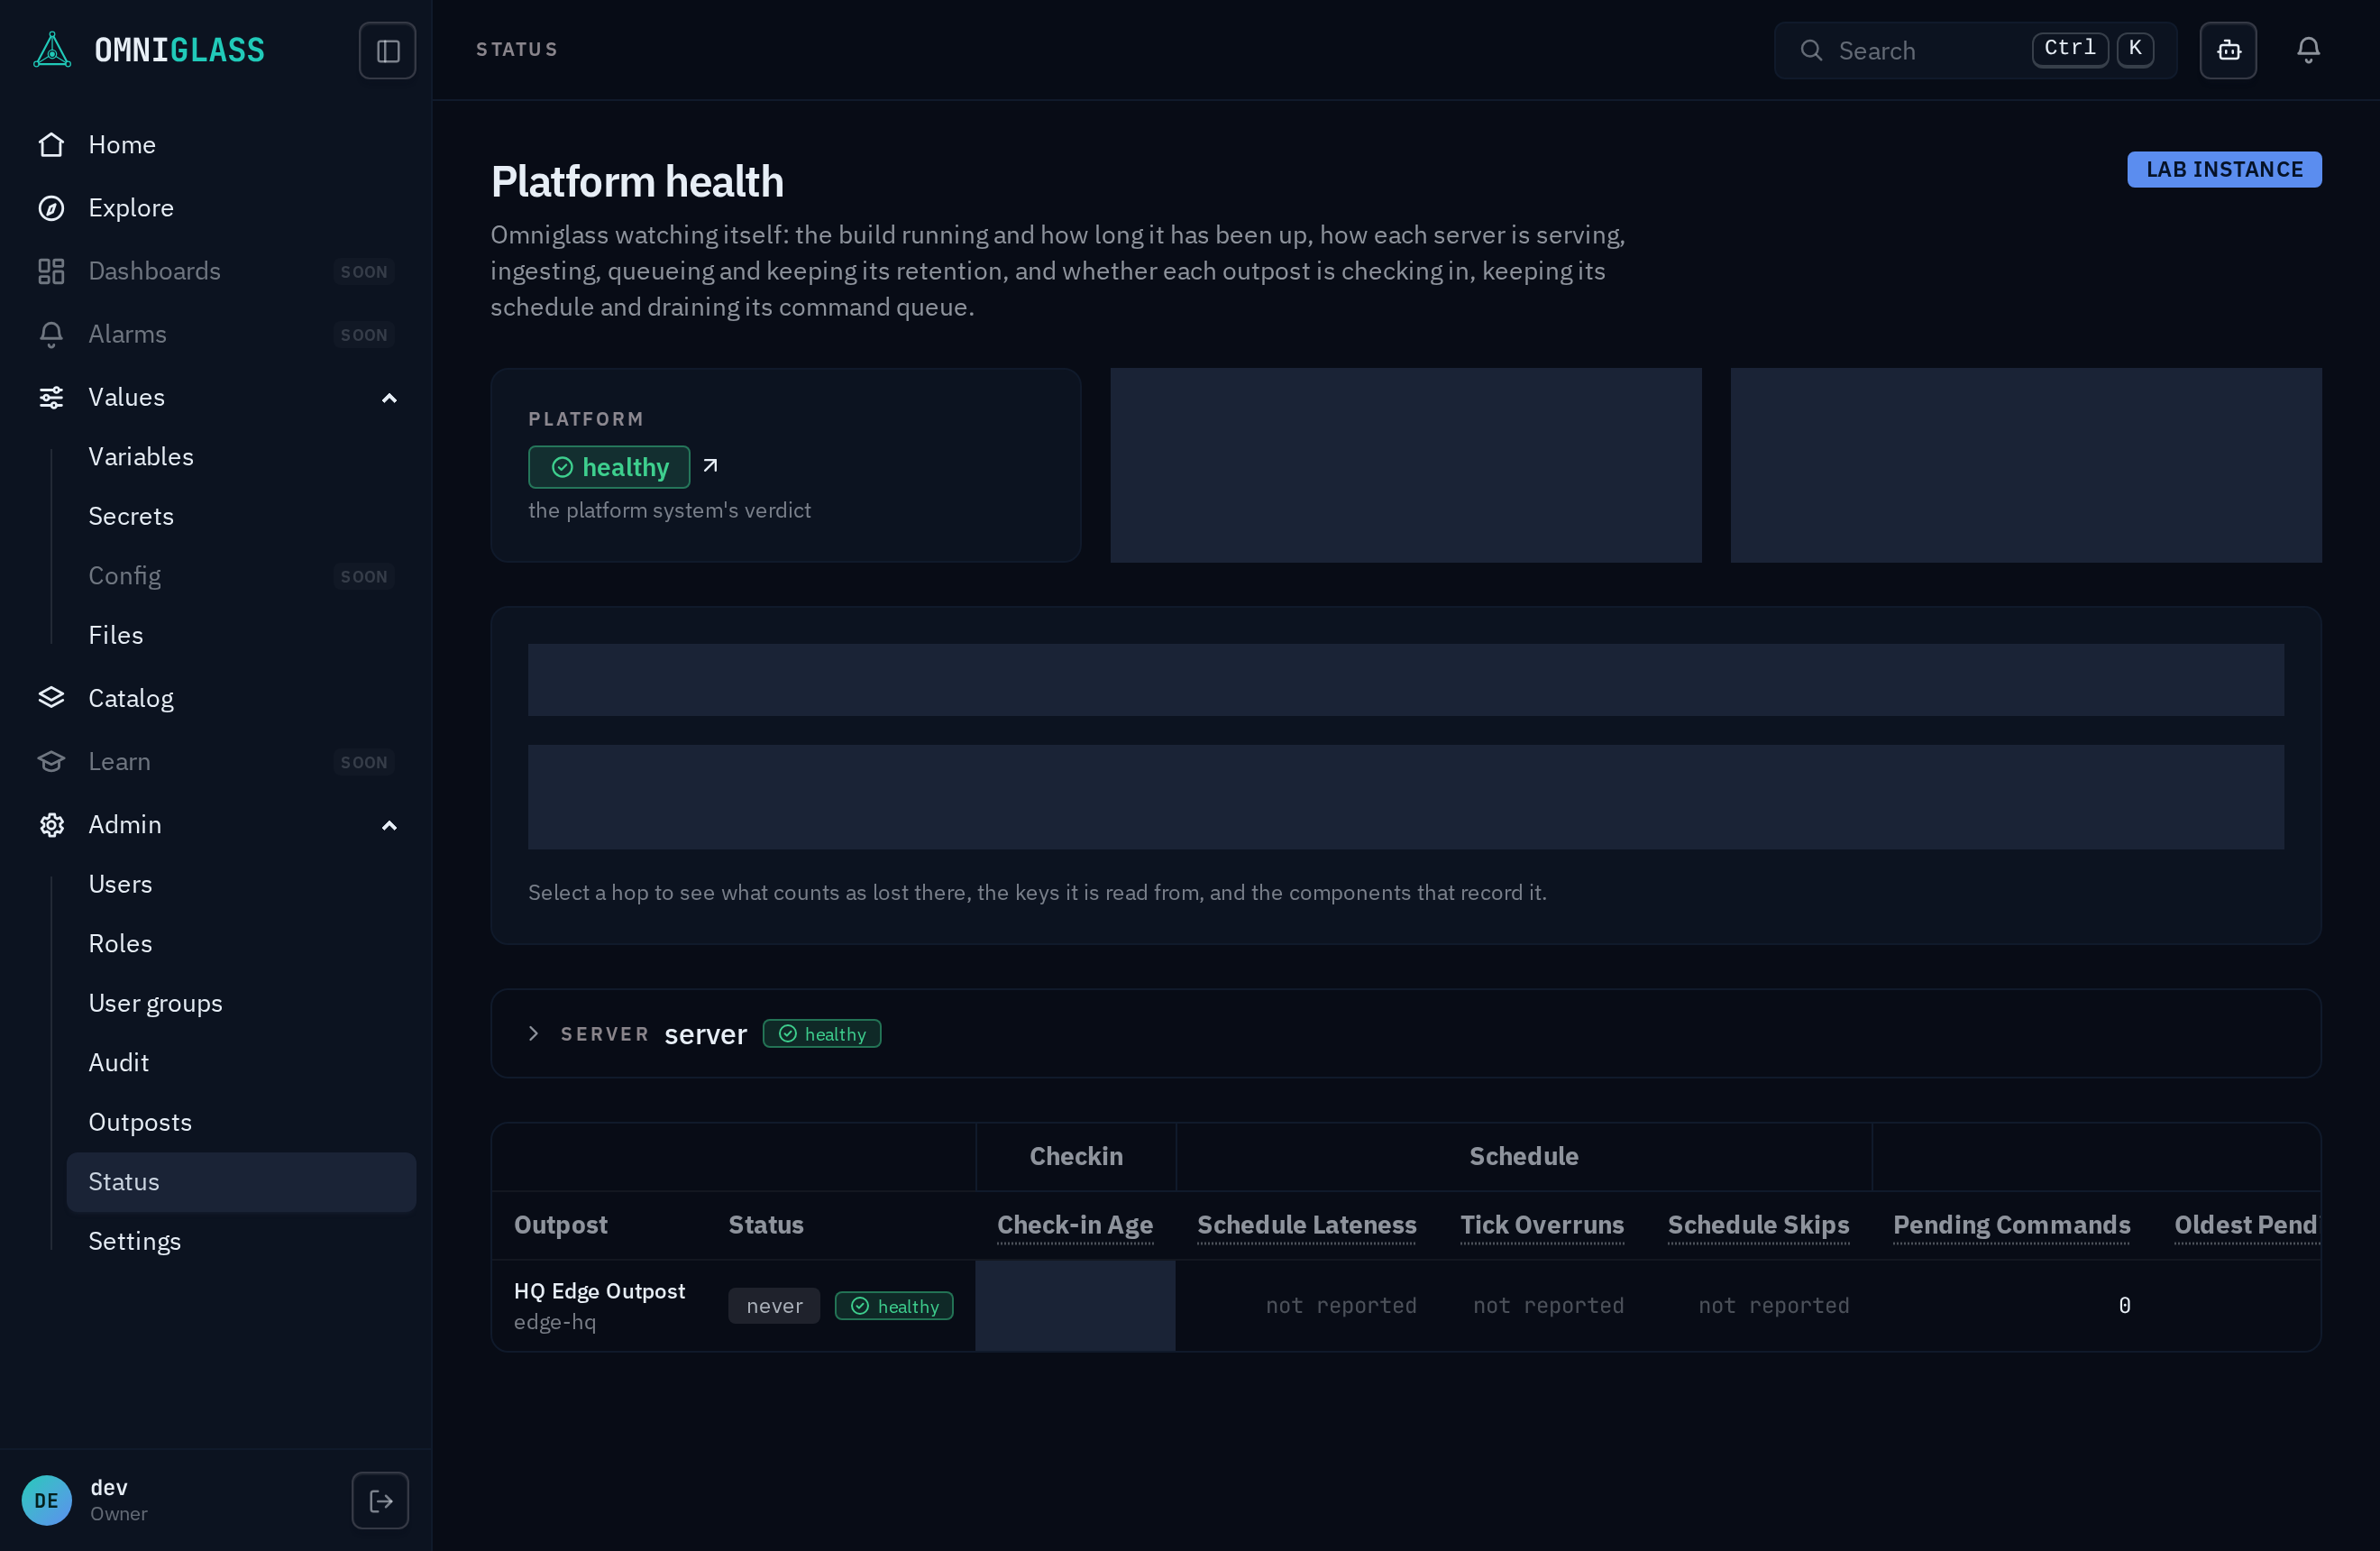 OMNIGLASS
STATUS
Search Ctrl K
Home
Explore
Dashboards SOON
Alarms SOON
Values
Variables
Secrets
Config SOON
Files
Catalog
Learn SOON
Admin
Users
Roles
User groups
Audit
Outposts
Status
Settings
DE dev
Owner
Platform health
LAB INSTANCE
Omniglass watching itself: the build running and how long it has been up, how each server is serving,
ingesting, queueing and keeping its retention, and whether each outpost is checking in, keeping its
schedule and draining its command queue.
PLATFORM
healthy
the platform system's verdict
Select a hop to see what counts as lost there, the keys it is read from, and the components that record it.
SERVER server healthy
Checkin Schedule
Outpost Status Check-in Age Schedule Lateness Tick Overruns Schedule Skips Pending Commands Oldest Pendi
HQ Edge Outpost never healthy not reported not reported not reported 0
edge-hq